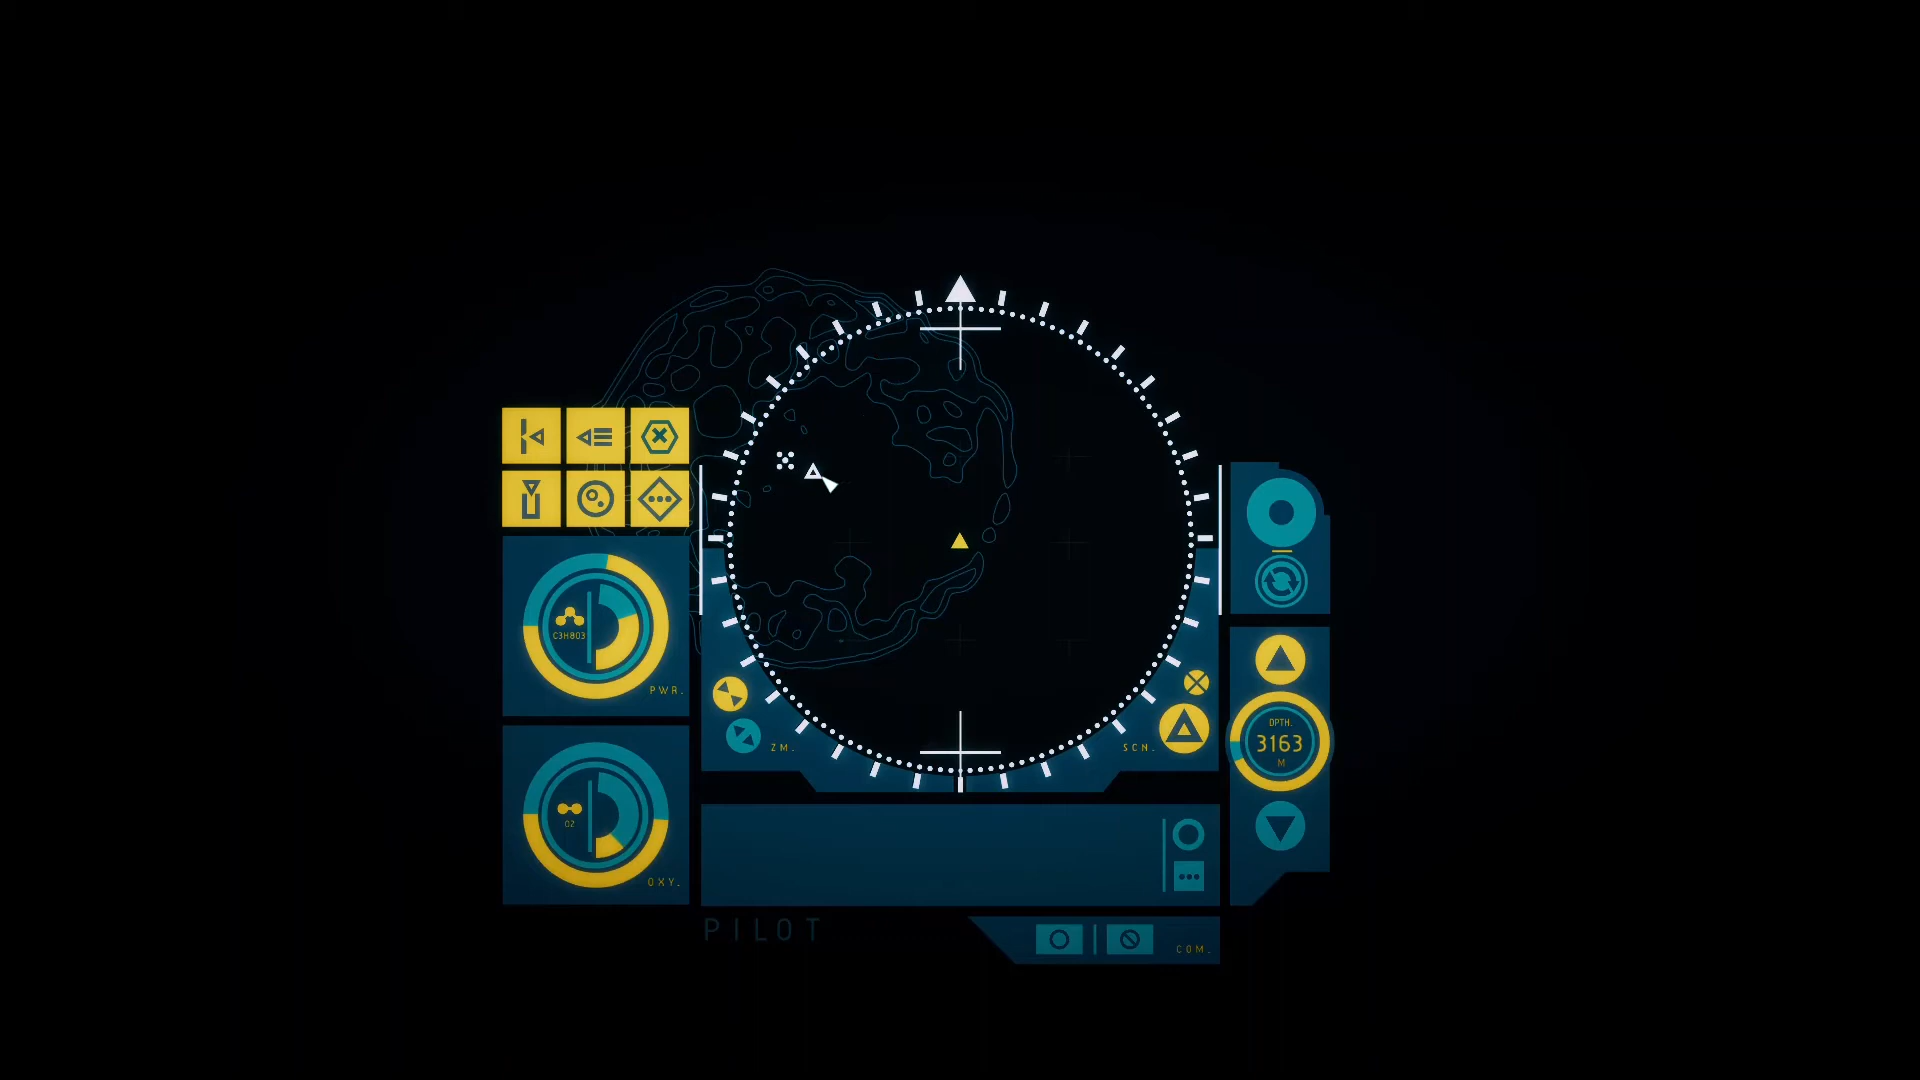 C3H8O3
PWR.
O2
OXY.
ZM.
SCN.
DPTH.
3163
M
PILOT
COM.